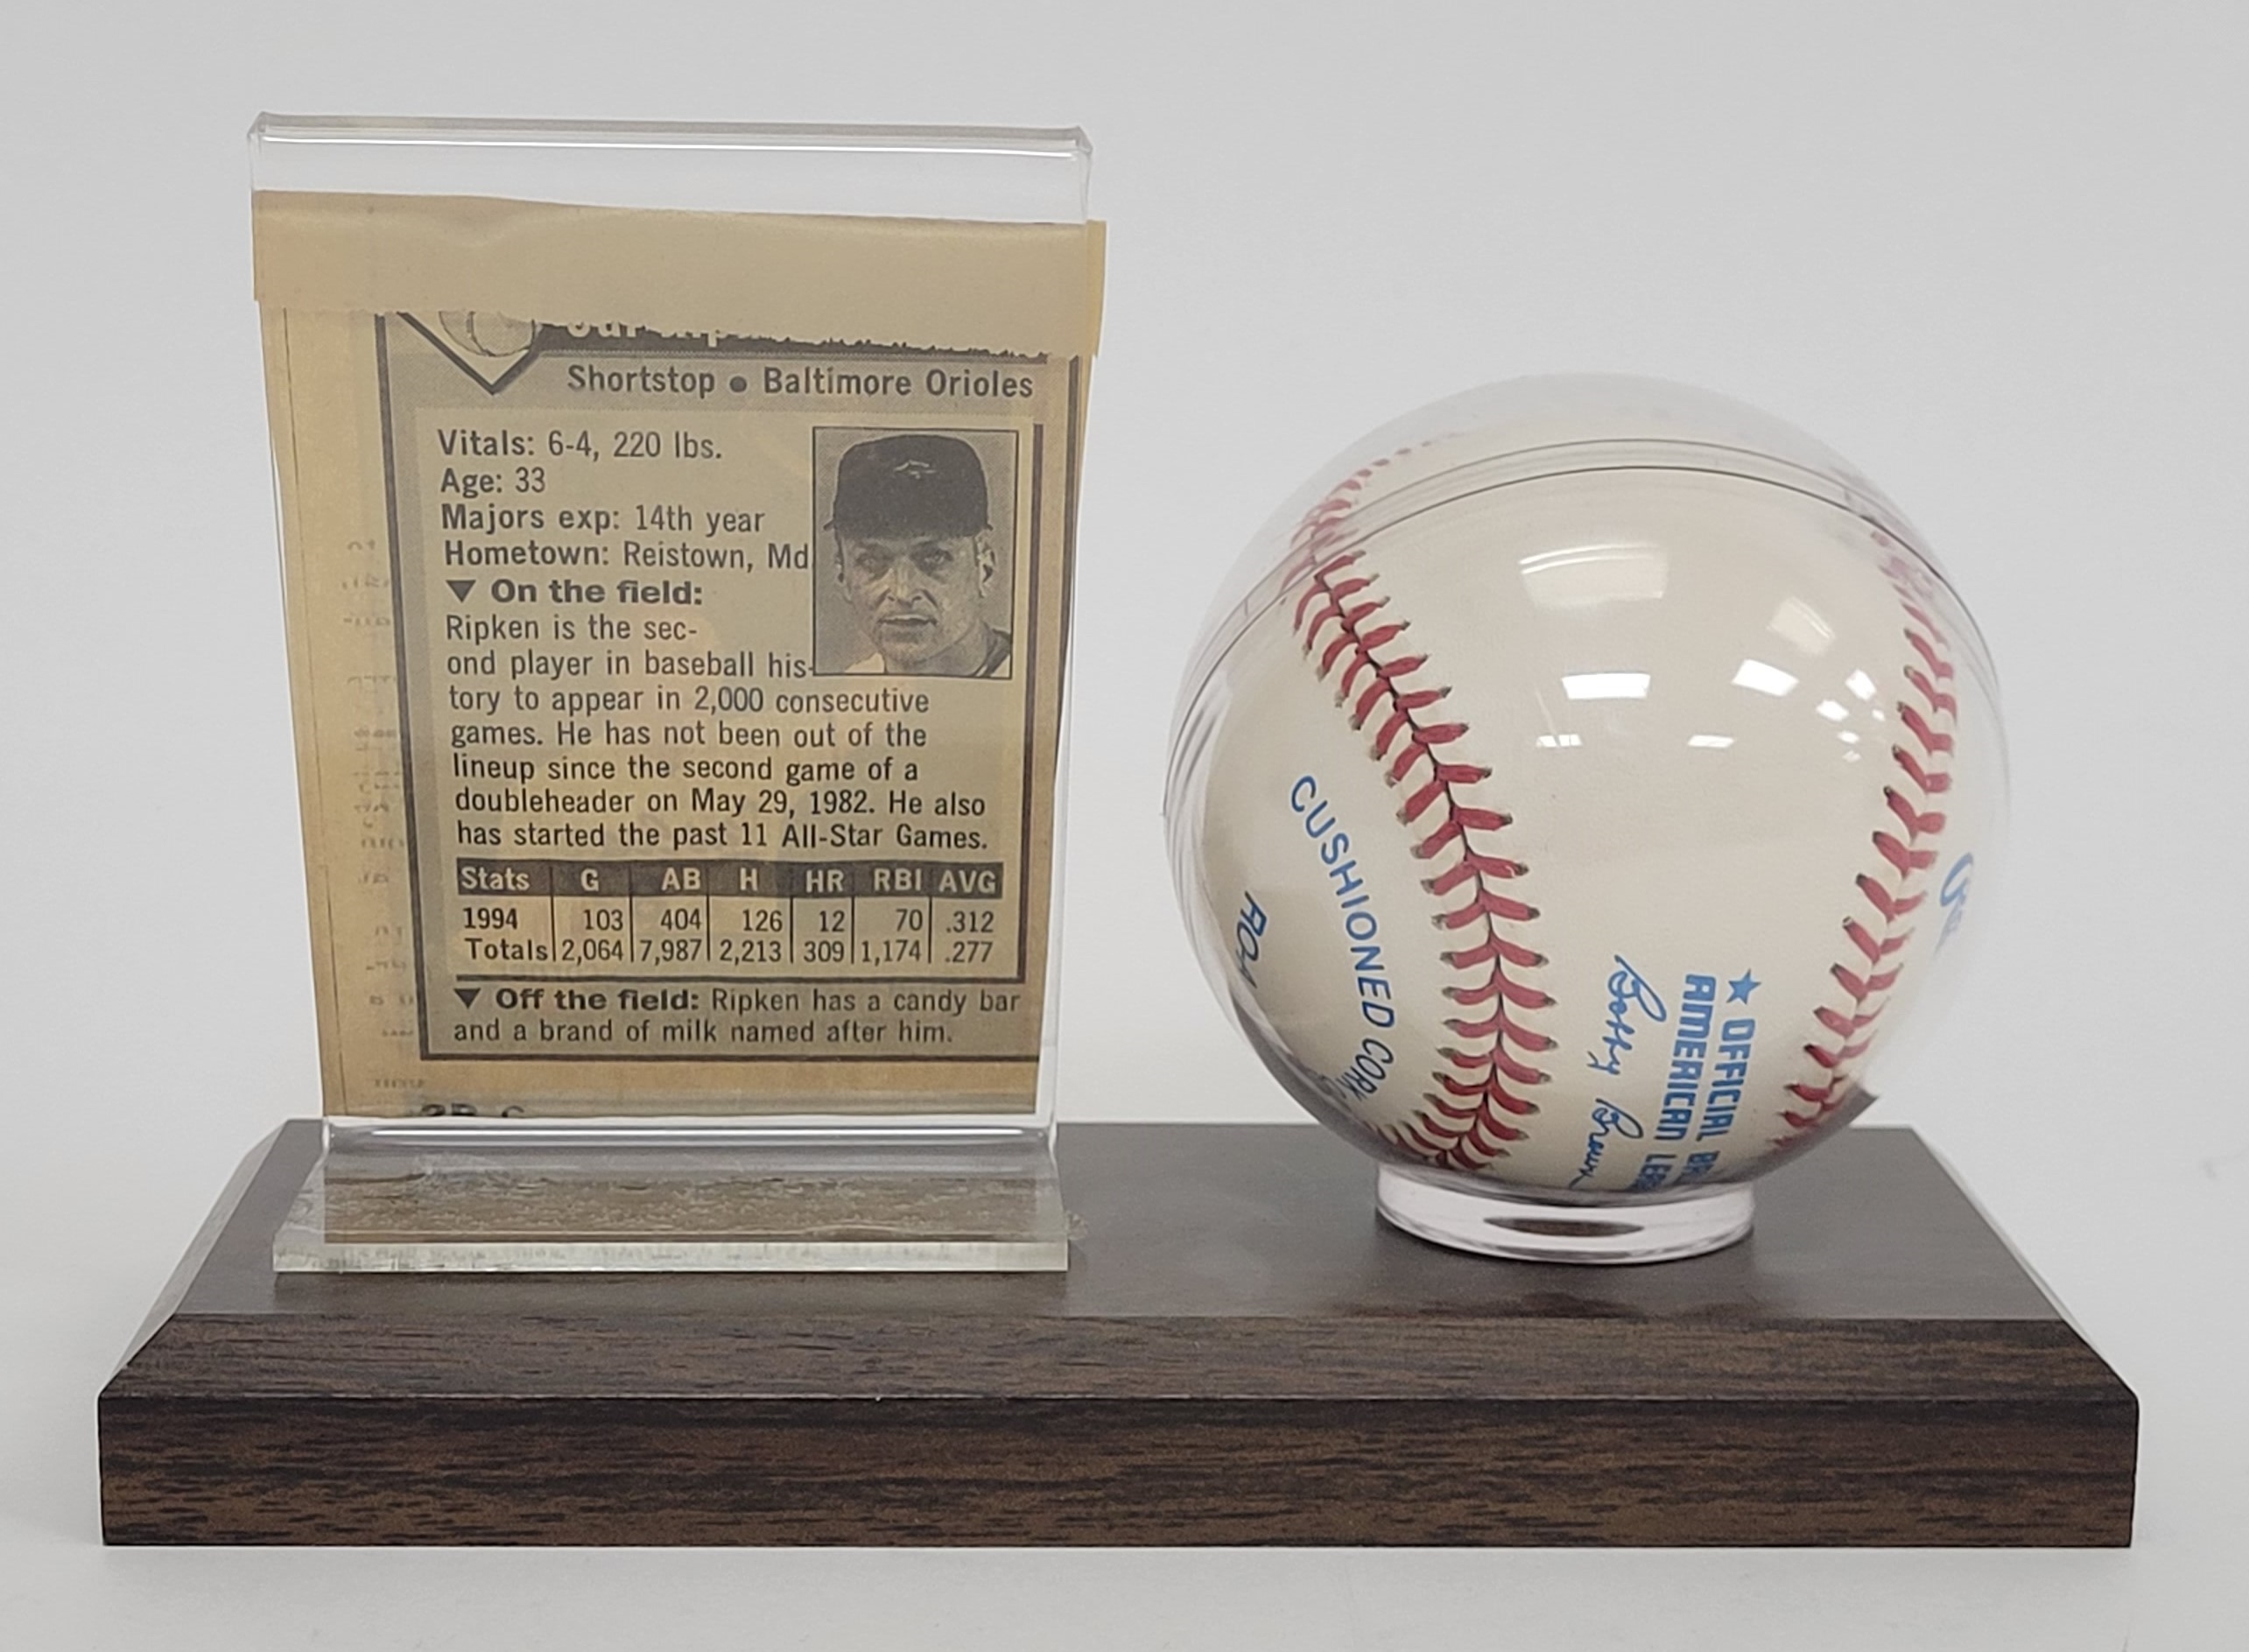 Shortstop ● Baltimore Orioles
Vitals: 6-4, 220 lbs.
Age: 33
Majors exp: 14th year
Hometown: Reistown, Md
▼ On the field:
Ripken is the sec-
ond player in baseball his-
tory to appear in 2,000 consecutive
games. He has not been out of the
lineup since the second game of a
doubleheader on May 29, 1982. He also
has started the past 11 All-Star Games.
Stats G AB H HR RBI AVG
1994 103 404 126 12 70 .312
Totals 2,064 7,987 2,213 309 1,174 .277
▼ Off the field: Ripken has a candy bar
and a brand of milk named after him.
CUSHIONED CORK
★ OFFICIAL
AMERICAN
Bobby Brown